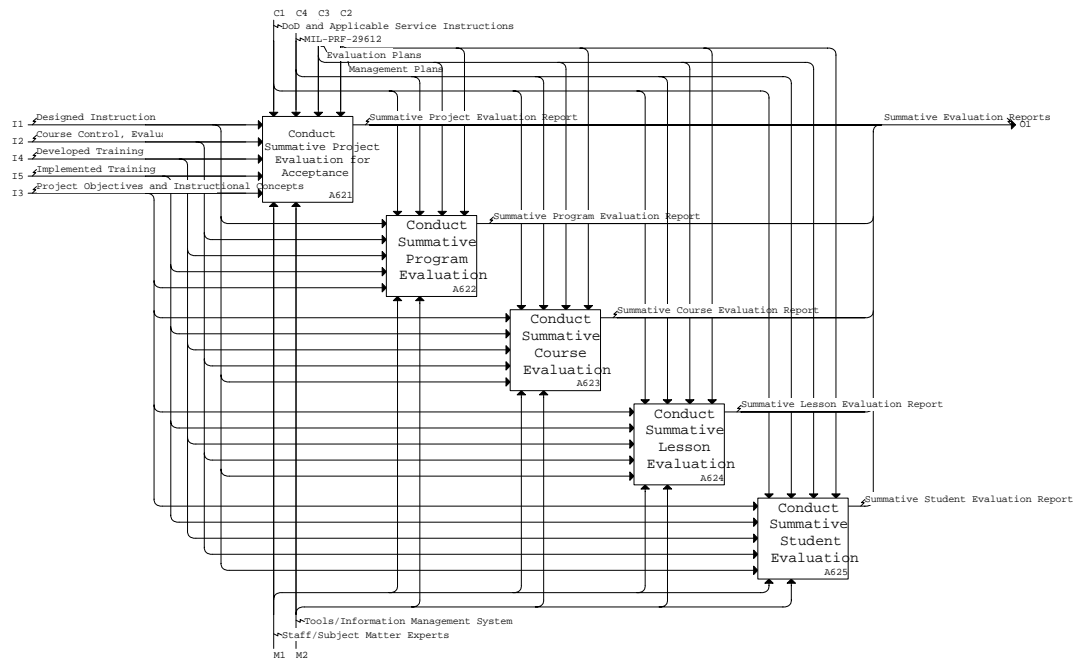 C1 C4 C3 C2
DoD and Applicable Service Instructions
MIL-PRF-29612
Evaluation Plans
Management Plans
I1 Designed Instruction
I2 Course Control, Evalu
I4 Developed Training
I5 Implemented Training
I3 Project Objectives and Instructional Concepts
Conduct
Summative Project
Evaluation for
Acceptance
A621
Summative Project Evaluation Report
Summative Evaluation Reports
O1
Conduct
Summative
Program
Evaluation
A622
Summative Program Evaluation Report
Conduct
Summative
Course
Evaluation
A623
Summative Course Evaluation Report
Conduct
Summative
Lesson
Evaluation
A624
Summative Lesson Evaluation Report
Conduct
Summative
Student
Evaluation
A625
Summative Student Evaluation Report
Tools/Information Management System
Staff/Subject Matter Experts
M1 M2